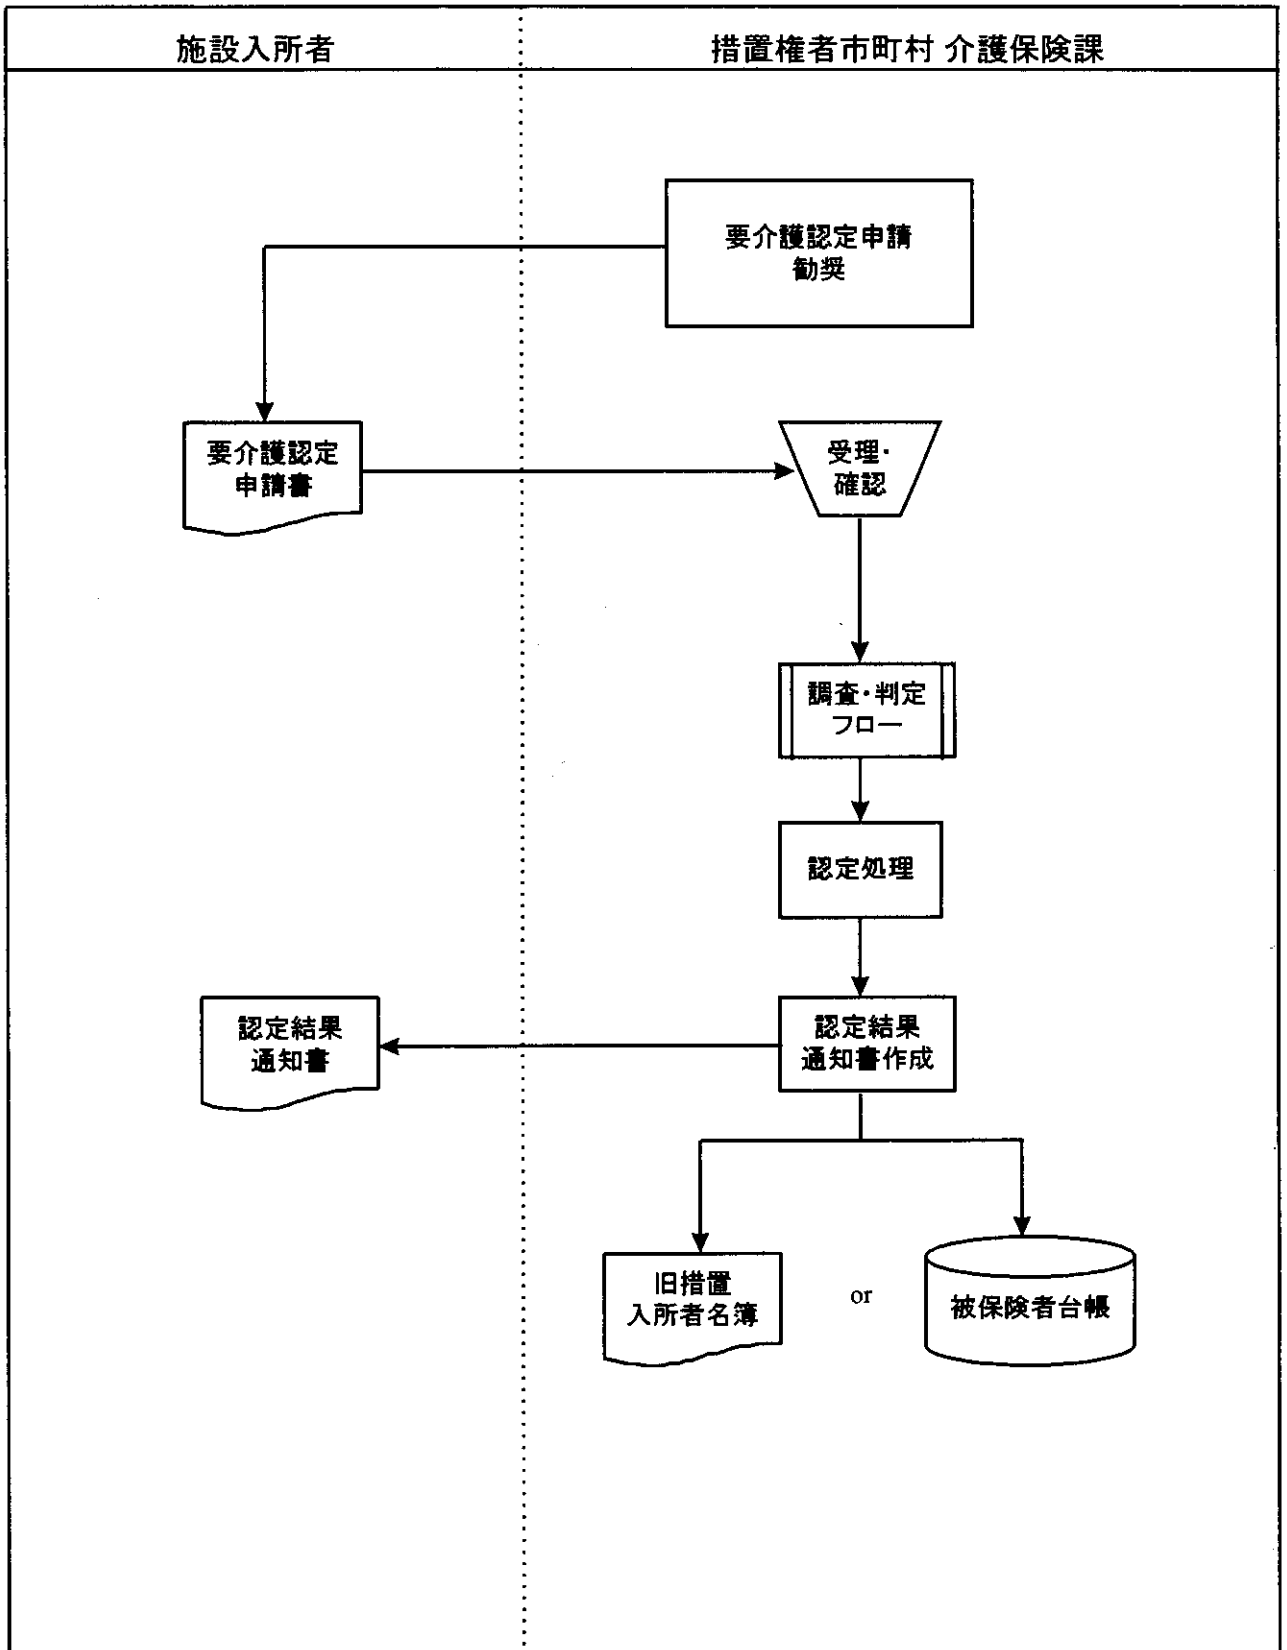 施設入所者
措置権者市町村 介護保険課
要介護認定申請
勧奨
要介護認定
申請書
受理・
確認
調査・判定
フロー
認定処理
認定結果
通知書
認定結果
通知書作成
旧措置
入所者名簿
or
被保険者台帳